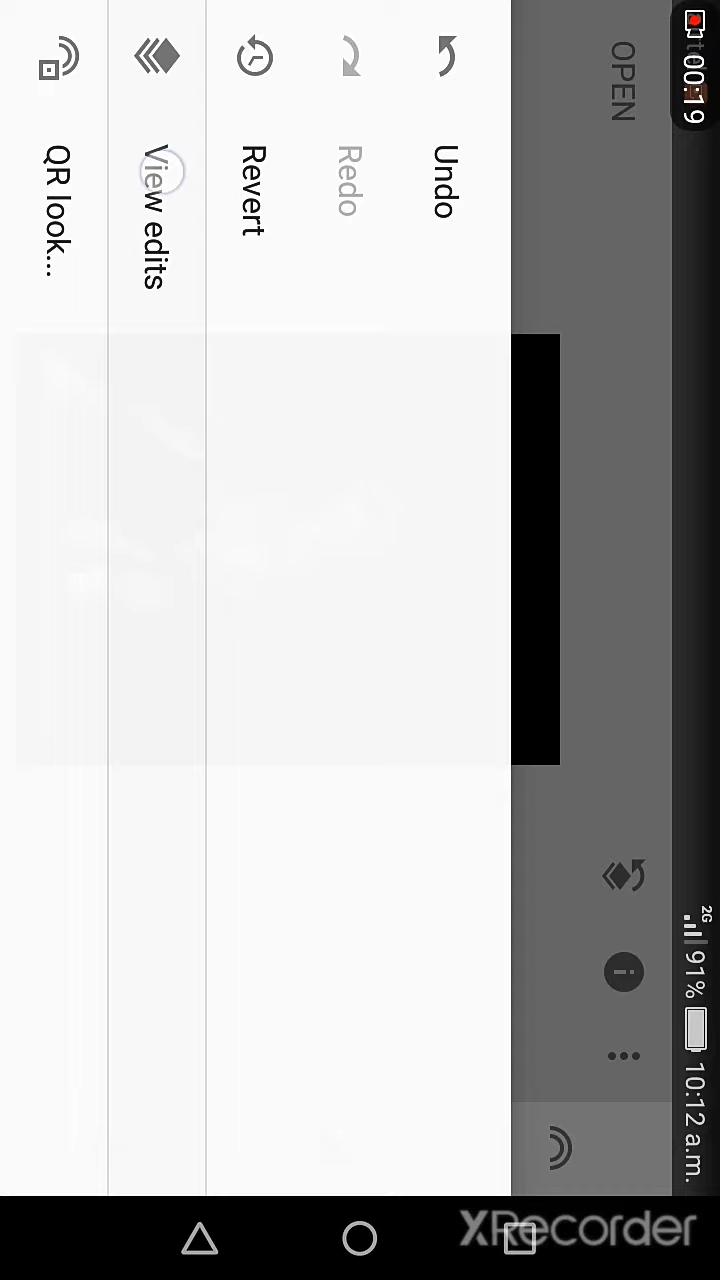 00:19
2G
91%
10:12 a.m.
OPEN
Undo
Redo
Revert
View edits
QR look...
XRecorder